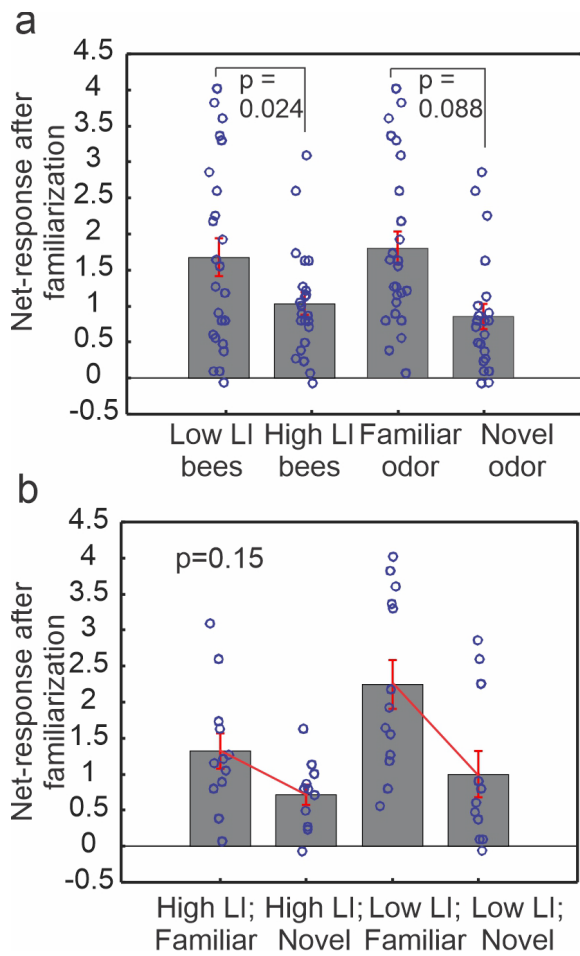 a
Net-response after
familiarization
4.5
4
3.5
3
2.5
2
1.5
1
0.5
0
-0.5
p =
0.024
p =
0.088
Low LI
bees
High LI
bees
Familiar
odor
Novel
odor
b
Net-response after
familiarization
4.5
4
3.5
3
2.5
2
1.5
1
0.5
0
-0.5
p=0.15
High LI;
Familiar
High LI;
Novel
Low LI;
Familiar
Low LI;
Novel